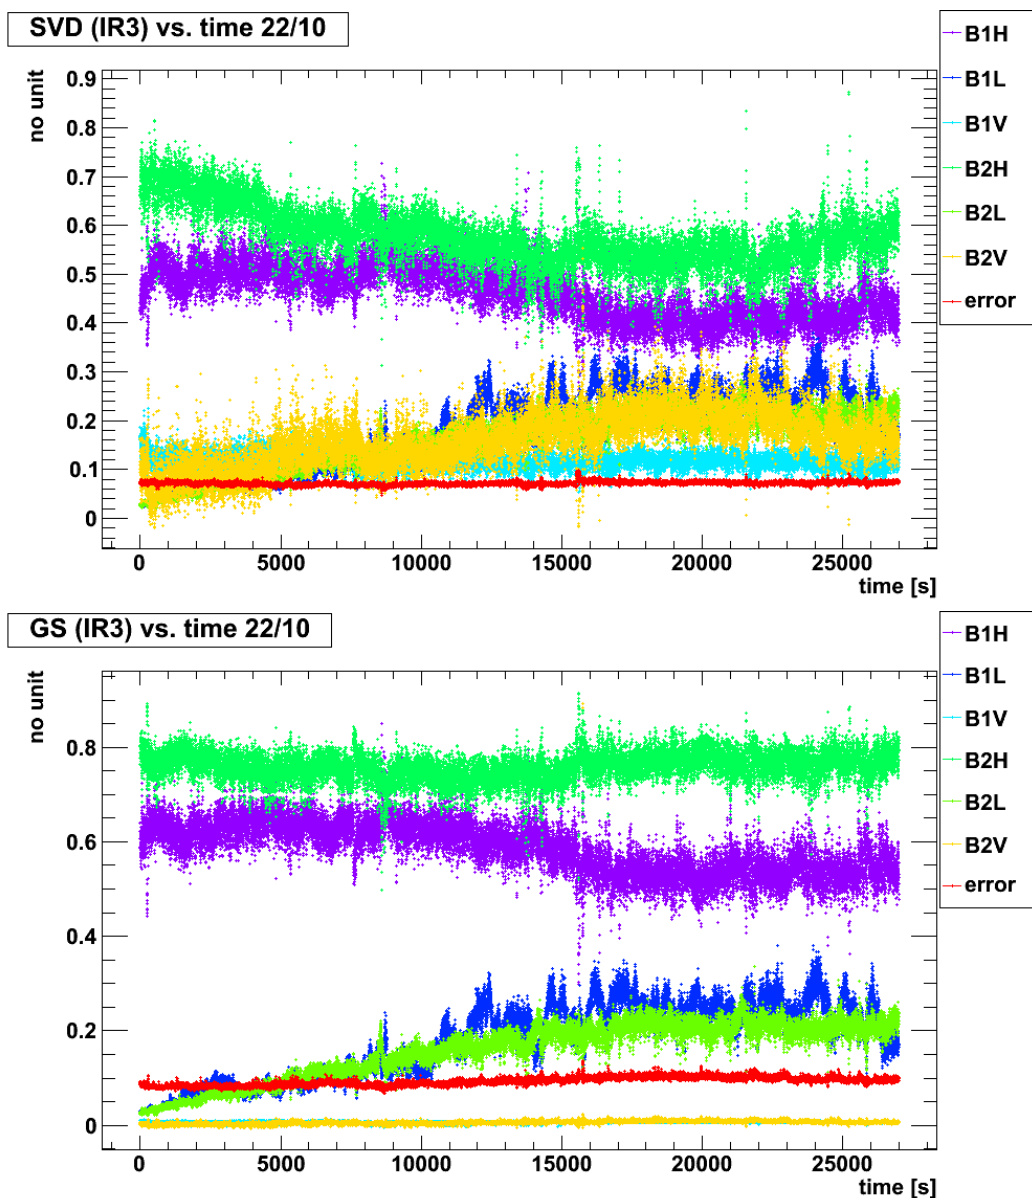 SVD (IR3) vs. time 22/10
no unit
0.9
0.8
0.7
0.6
0.5
0.4
0.3
0.2
0.1
0
0 5000 10000 15000 20000 25000
time [s]
B1H
B1L
B1V
B2H
B2L
B2V
error
GS (IR3) vs. time 22/10
no unit
0.8
0.6
0.4
0.2
0
0 5000 10000 15000 20000 25000
time [s]
B1H
B1L
B1V
B2H
B2L
B2V
error